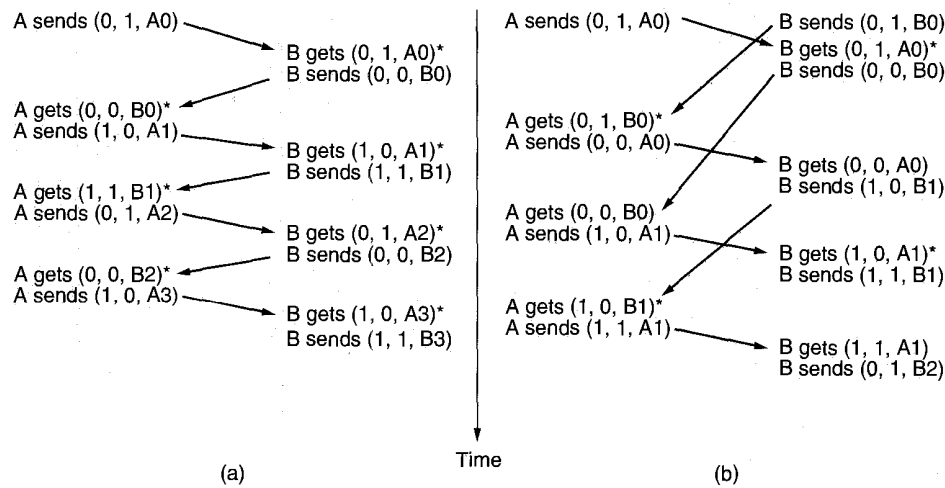 A sends (0, 1, A0)
B gets (0, 1, A0)*
B sends (0, 0, B0)
A gets (0, 0, B0)*
A sends (1, 0, A1)
B gets (1, 0, A1)*
B sends (1, 1, B1)
A gets (1, 1, B1)*
A sends (0, 1, A2)
B gets (0, 1, A2)*
B sends (0, 0, B2)
A gets (0, 0, B2)*
A sends (1, 0, A3)
B gets (1, 0, A3)*
B sends (1, 1, B3)
(a)
Time
A sends (0, 1, A0)
B sends (0, 1, B0)
B gets (0, 1, A0)*
B sends (0, 0, B0)
A gets (0, 1, B0)*
A sends (0, 0, A0)
B gets (0, 0, A0)
B sends (1, 0, B1)
A gets (0, 0, B0)
A sends (1, 0, A1)
B gets (1, 0, A1)*
B sends (1, 1, B1)
A gets (1, 0, B1)*
A sends (1, 1, A1)
B gets (1, 1, A1)
B sends (0, 1, B2)
(b)